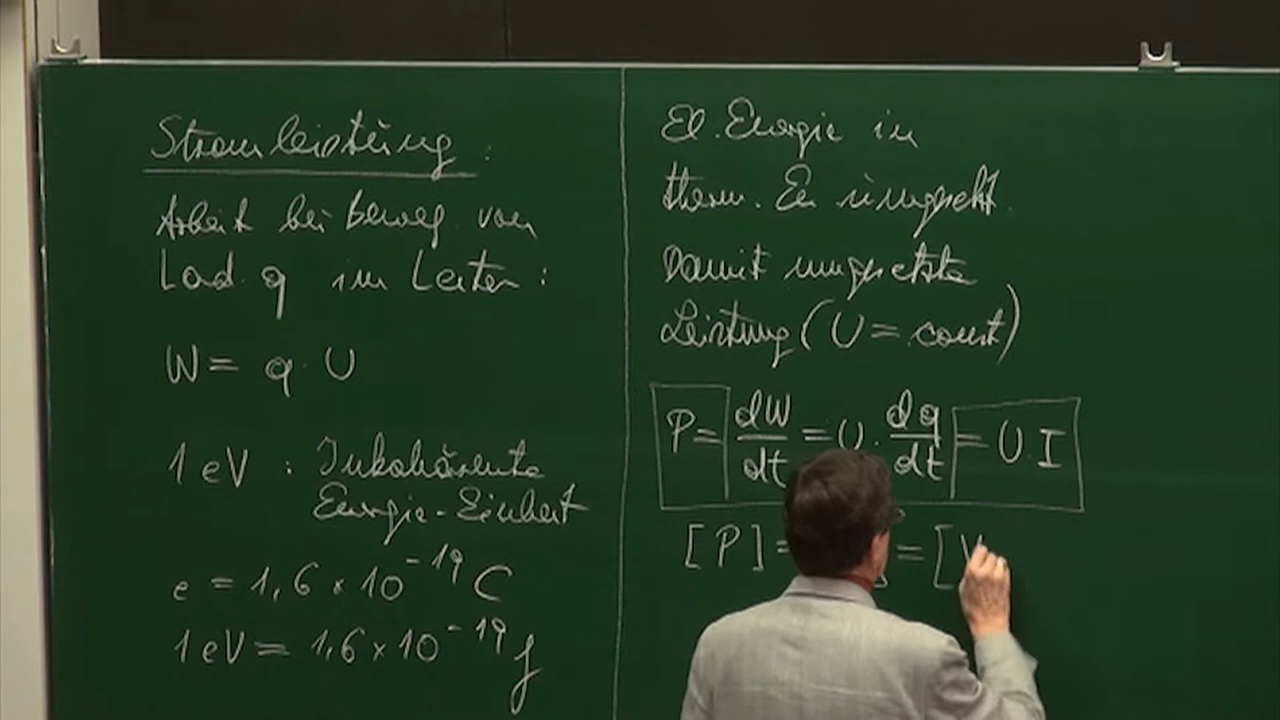 Stromleistung:
Arbeit bei Beweg. von
Lad. q im Leiter:
W = q · U
1 eV : Inkohärente
Energie-Einheit
e = 1,6 × 10⁻¹⁹ C
1 eV = 1,6 × 10⁻¹⁹ J
El. Energie in
therm. En umgesetzt.
Damit umgesetzte
Leistung (U = const)
P = dW/dt = U · dq/dt = U · I
[P] = ] = [V